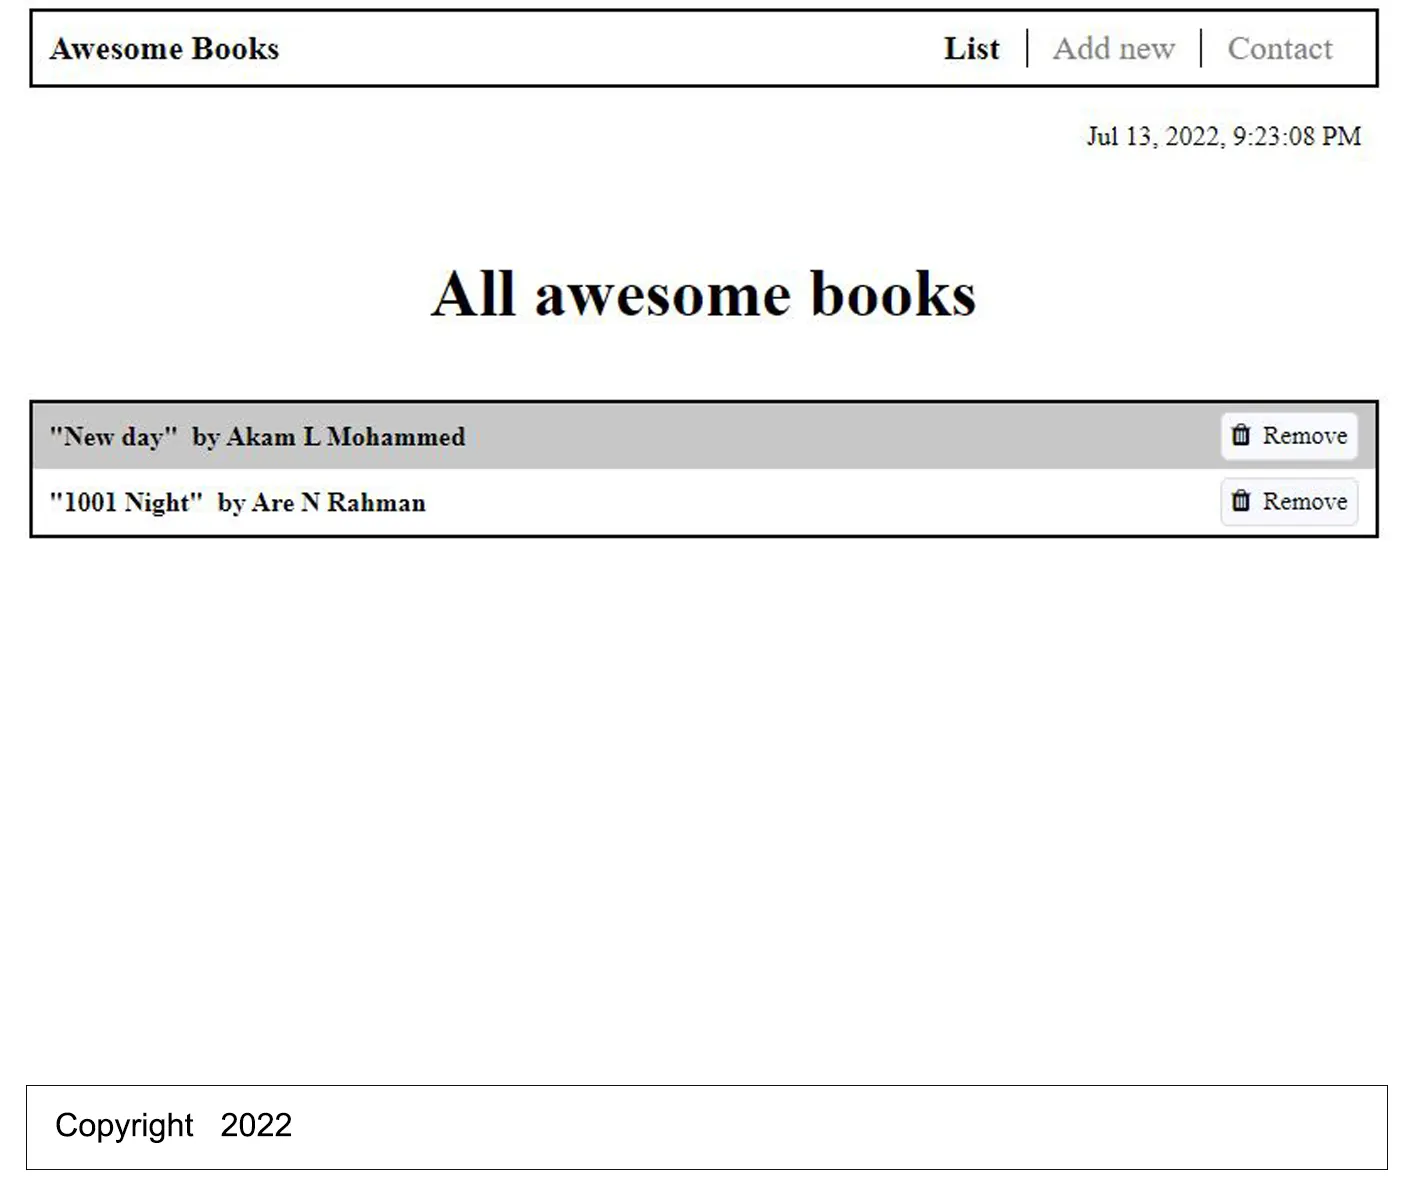 Awesome Books List Add new Contact
Jul 13, 2022, 9:23:08 PM
All awesome books
"New day" by Akam L Mohammed Remove
"1001 Night" by Are N Rahman Remove
Copyright 2022